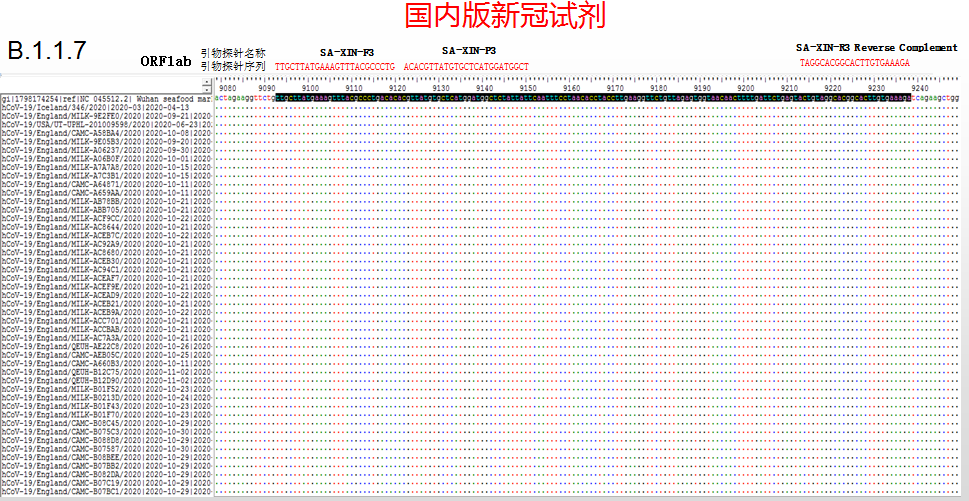 国内版新冠试剂
B.1.1.7
ORF1ab
引物探针名称 SA-XIN-F3 SA-XIN-P3 SA-XIN-R3 Reverse Complement
引物探针序列 TTGCTTATGAAAGTTTACGCCCTG ACACGTTATGTGCTCATGGATGGCT TAGGCACGGCACTTGTGAAAGA
9080 9090 9100 9110 9120 9130 9140 9150 9160 9170 9180 9190 9200 9210 9220 9230 9240
gi|1798174254|ref|NC 045512.2| Wuhan seafood mar
hCoV-19/Iceland/346/2020|2020-03|2020-04-13
hCoV-19/England/MILK-9E2FE0/2020|2020-09-21|2020
hCoV-19/USA/UT-UPHL-201009598/2020|2020-06-23|202
hCoV-19/England/CAMC-A58BA4/2020|2020-10-08|2020
hCoV-19/England/MILK-9E05B3/2020|2020-09-20|2020
hCoV-19/England/MILK-A06237/2020|2020-09-30|2020
hCoV-19/England/MILK-A06B0F/2020|2020-10-01|2020
hCoV-19/England/MILK-A7A7A8/2020|2020-10-15|2020
hCoV-19/England/MILK-A7C3B1/2020|2020-10-15|2020
hCoV-19/England/CAMC-A64871/2020|2020-10-11|2020
hCoV-19/England/CAMC-A659AA/2020|2020-10-11|2020
hCoV-19/England/MILK-AB78BB/2020|2020-10-21|2020
hCoV-19/England/MILK-ABB705/2020|2020-10-21|2020
hCoV-19/England/MILK-ACF9CC/2020|2020-10-22|2020
hCoV-19/England/MILK-AC8644/2020|2020-10-21|2020
hCoV-19/England/MILK-ACEB7C/2020|2020-10-22|2020
hCoV-19/England/MILK-AC92A9/2020|2020-10-21|2020
hCoV-19/England/MILK-AC8680/2020|2020-10-21|2020
hCoV-19/England/MILK-ACEB30/2020|2020-10-21|2020
hCoV-19/England/MILK-AC94C1/2020|2020-10-21|2020
hCoV-19/England/MILK-ACEAF7/2020|2020-10-21|2020
hCoV-19/England/MILK-ACEF9E/2020|2020-10-21|2020
hCoV-19/England/MILK-ACEAD9/2020|2020-10-22|2020
hCoV-19/England/MILK-ACEB21/2020|2020-10-21|2020
hCoV-19/England/MILK-ACEB9A/2020|2020-10-22|2020
hCoV-19/England/MILK-ACC701/2020|2020-10-21|2020
hCoV-19/England/MILK-ACCBAB/2020|2020-10-21|2020
hCoV-19/England/MILK-AC7A3A/2020|2020-10-21|2020
hCoV-19/England/QEUH-AE22C8/2020|2020-10-26|2020
hCoV-19/England/CAMC-AEB05C/2020|2020-10-25|2020
hCoV-19/England/CAMC-A660B3/2020|2020-10-11|2020
hCoV-19/England/QEUH-B12C75/2020|2020-11-02|2020
hCoV-19/England/QEUH-B12D90/2020|2020-11-02|2020
hCoV-19/England/MILK-B01F52/2020|2020-10-23|2020
hCoV-19/England/MILK-B0213D/2020|2020-10-24|2020
hCoV-19/England/MILK-B01F43/2020|2020-10-23|2020
hCoV-19/England/MILK-B01F70/2020|2020-10-23|2020
hCoV-19/England/CAMC-B08C45/2020|2020-10-29|2020
hCoV-19/England/CAMC-B075C3/2020|2020-10-30|2020
hCoV-19/England/CAMC-B088D8/2020|2020-10-29|2020
hCoV-19/England/CAMC-B07587/2020|2020-10-30|2020
hCoV-19/England/CAMC-B08BEE/2020|2020-10-29|2020
hCoV-19/England/CAMC-B07BB2/2020|2020-10-29|2020
hCoV-19/England/CAMC-B082DA/2020|2020-10-29|2020
hCoV-19/England/CAMC-B07C19/2020|2020-10-29|2020
hCoV-19/England/CAMC-B07BC1/2020|2020-10-29|2020